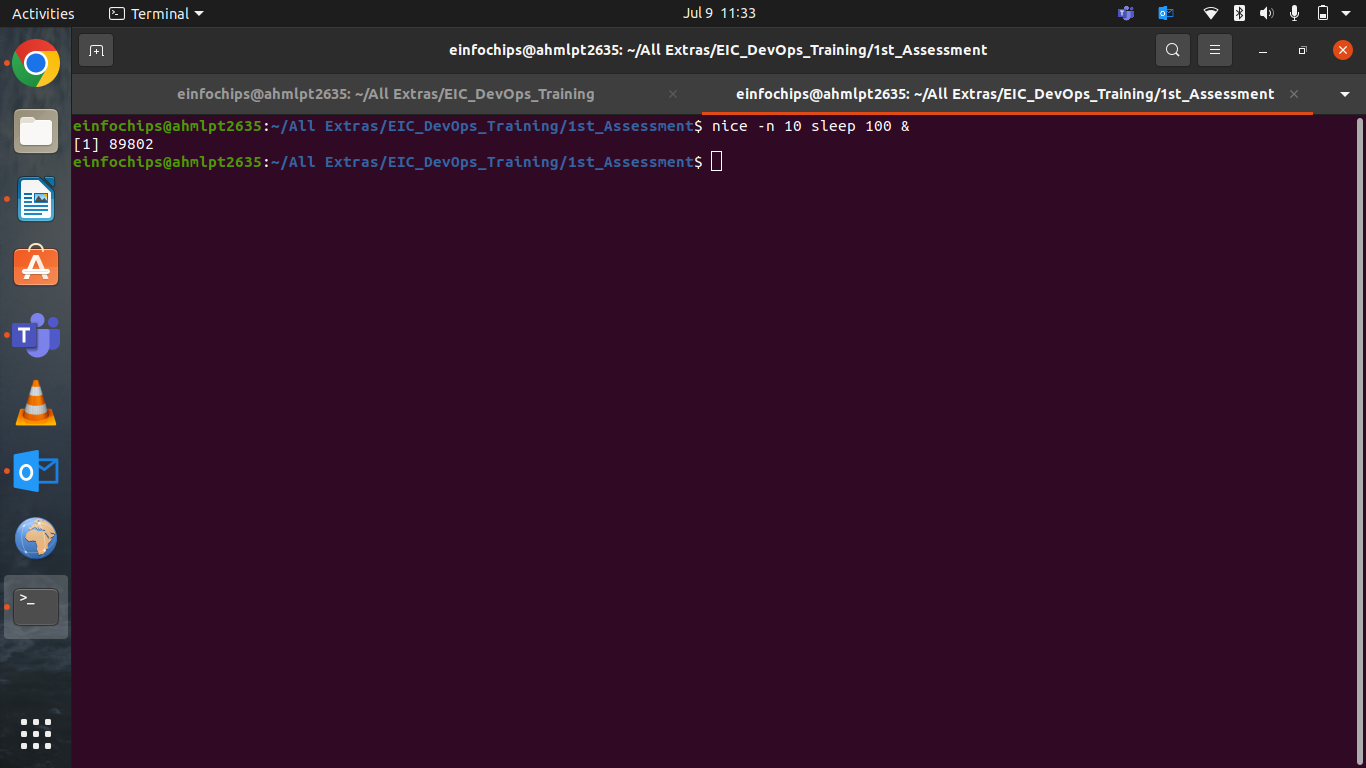 Activities
Terminal
Jul 9 11:33
einfochips@ahmlpt2635: ~/All Extras/EIC_DevOps_Training/1st_Assessment
einfochips@ahmlpt2635: ~/All Extras/EIC_DevOps_Training
einfochips@ahmlpt2635: ~/All Extras/EIC_DevOps_Training/1st_Assessment
einfochips@ahmlpt2635:~/All Extras/EIC_DevOps_Training/1st_Assessment$ nice -n 10 sleep 100 &
[1] 89802
einfochips@ahmlpt2635:~/All Extras/EIC_DevOps_Training/1st_Assessment$